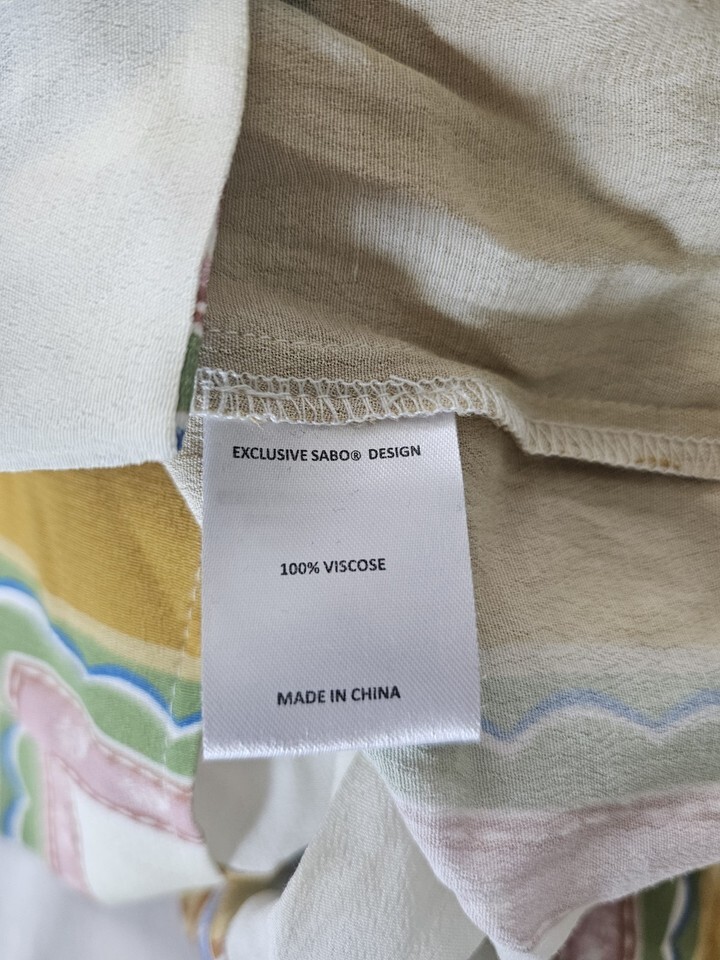 EXCLUSIVE SABO® DESIGN
100% VISCOSE
MADE IN CHINA